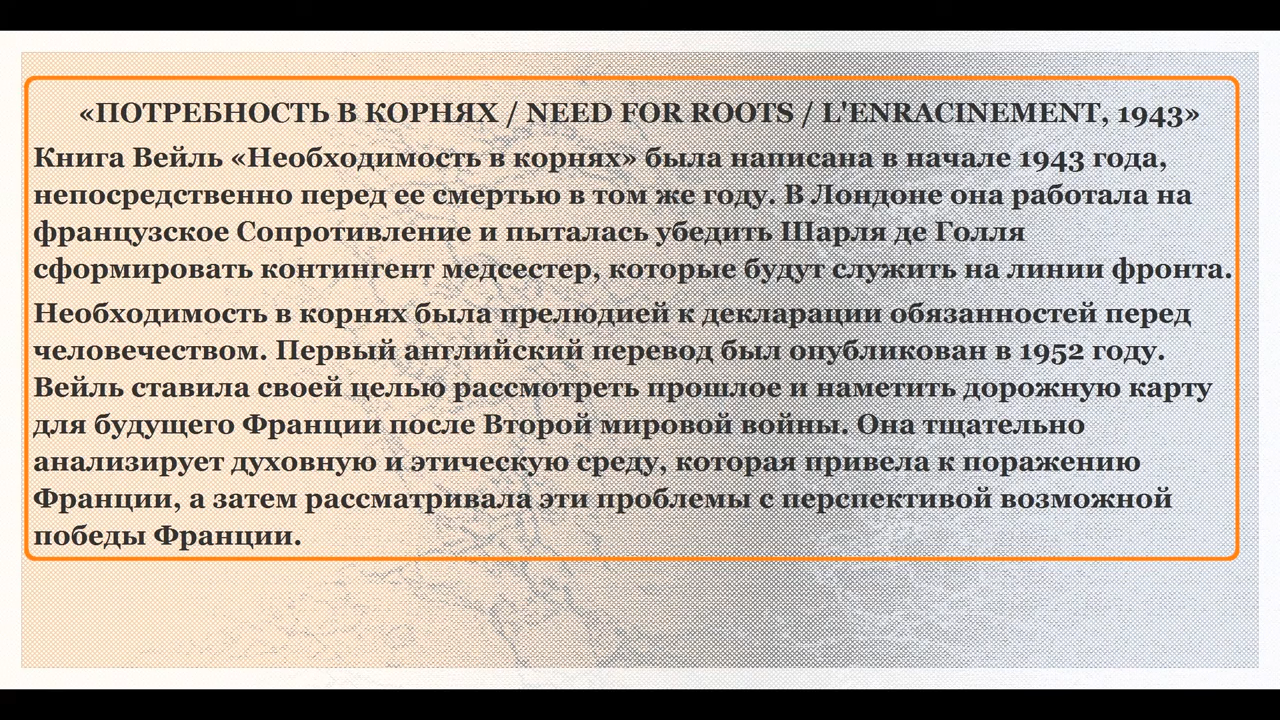 «ПОТРЕБНОСТЬ В КОРНЯХ / NEED FOR ROOTS / L'ENRACINEMENT, 1943»
Книга Вейль «Необходимость в корнях» была написана в начале 1943 года,
непосредственно перед ее смертью в том же году. В Лондоне она работала на
французское Сопротивление и пыталась убедить Шарля де Голля
сформировать контингент медсестер, которые будут служить на линии фронта.
Необходимость в корнях была прелюдией к декларации обязанностей перед
человечеством. Первый английский перевод был опубликован в 1952 году.
Вейль ставила своей целью рассмотреть прошлое и наметить дорожную карту
для будущего Франции после Второй мировой войны. Она тщательно
анализирует духовную и этическую среду, которая привела к поражению
Франции, а затем рассматривала эти проблемы с перспективой возможной
победы Франции.